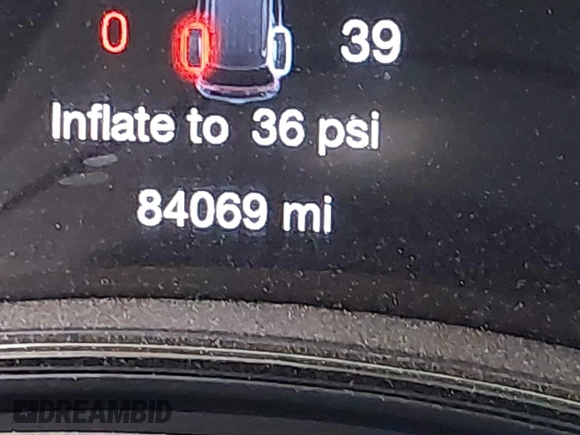 0 39
Inflate to 36 psi
84069 mi
DREAMBID